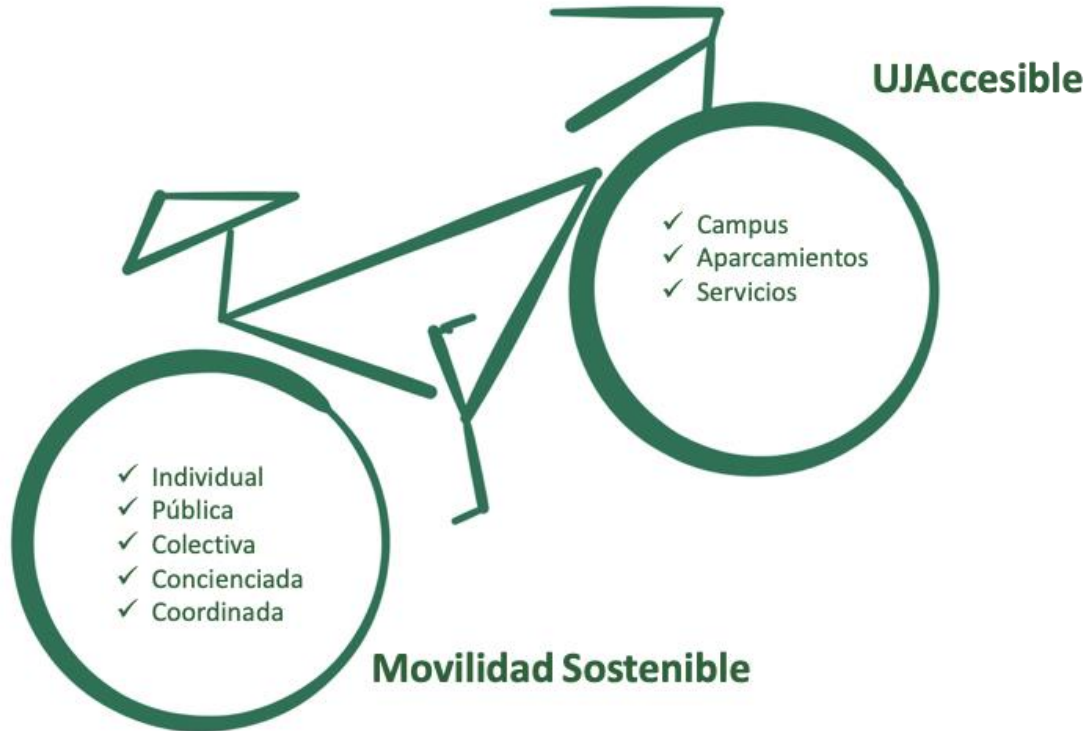 UJAccesible
✓ Campus
✓ Aparcamientos
✓ Servicios
✓ Individual
✓ Pública
✓ Colectiva
✓ Concienciada
✓ Coordinada
Movilidad Sostenible